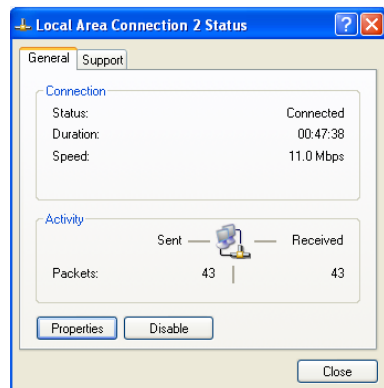 Local Area Connection 2 Status
General Support
Connection
Status: Connected
Duration: 00:47:38
Speed: 11.0 Mbps
Activity
Sent — — Received
Packets: 43 | 43
Properties Disable
Close